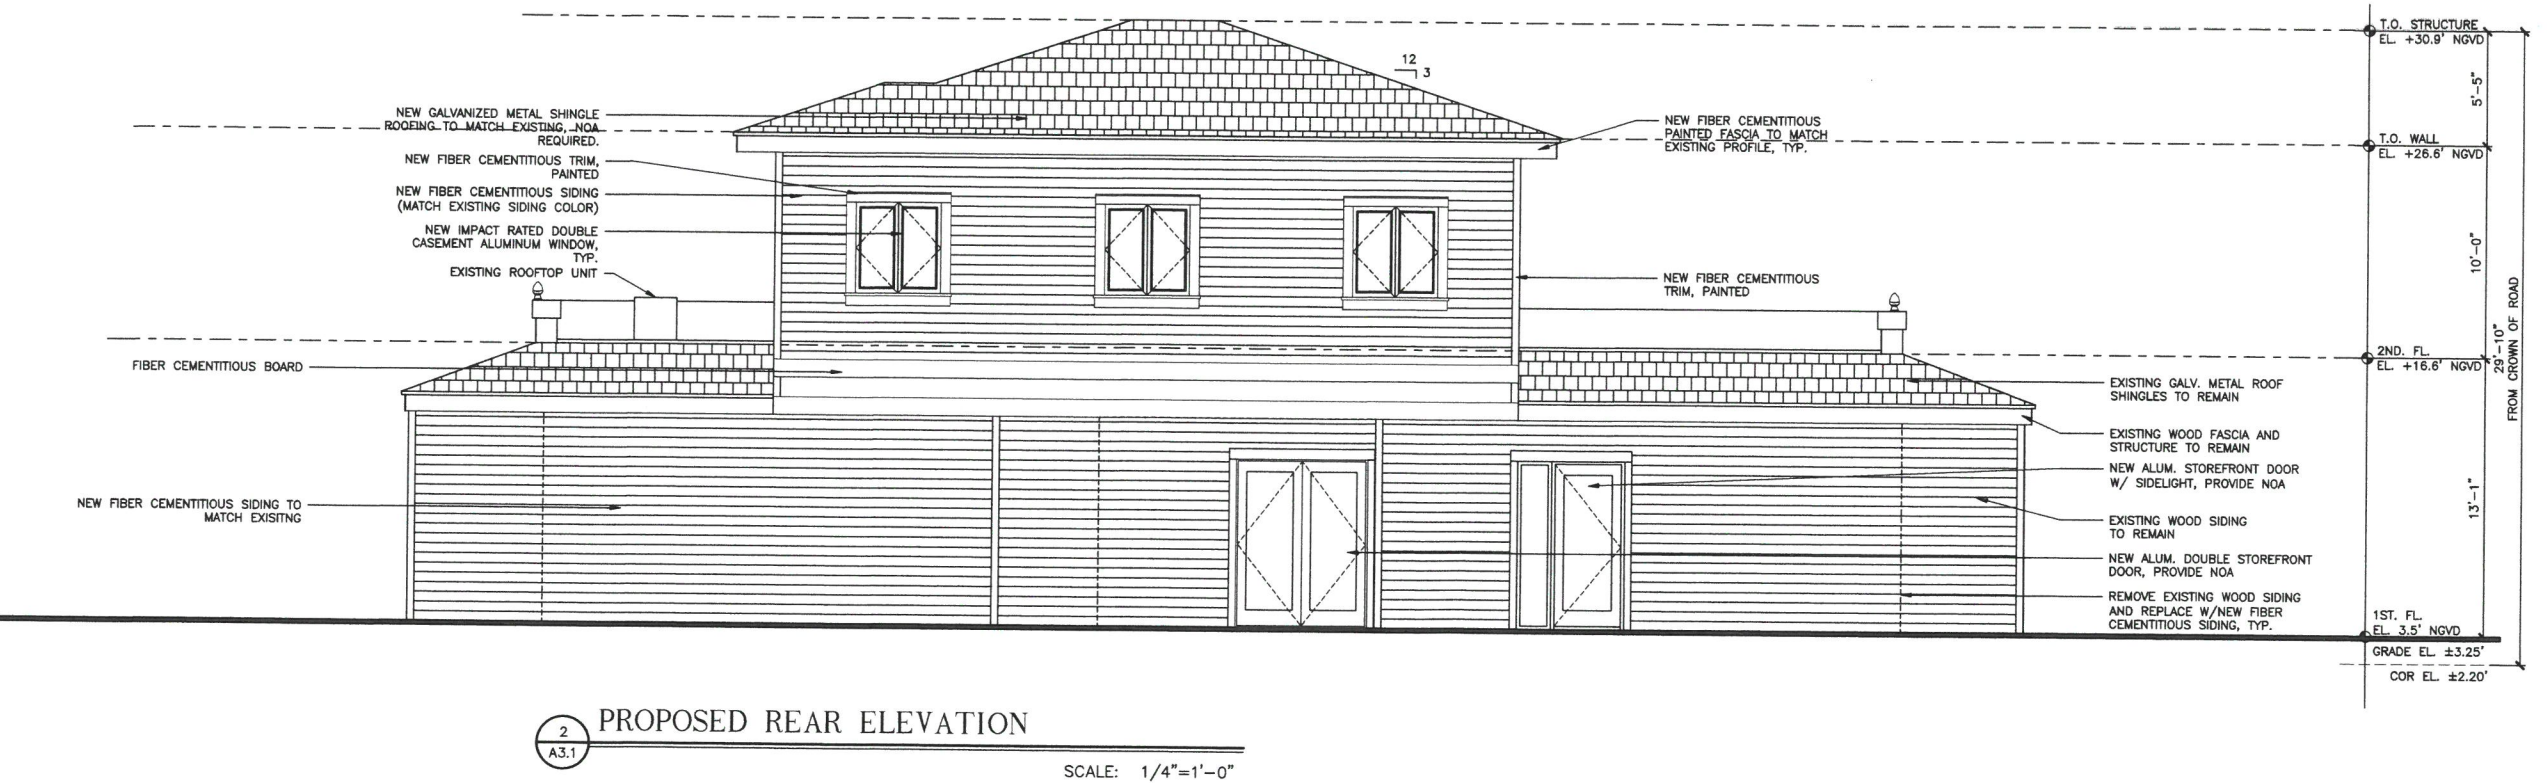 T.O. STRUCTURE
EL. +30.9' NGVD
12
3
5'-5"
NEW GALVANIZED METAL SHINGLE
ROOFING TO MATCH EXISTING, NOA
REQUIRED.
NEW FIBER CEMENTITIOUS
PAINTED FASCIA TO MATCH
EXISTING PROFILE, TYP.
T.O. WALL
EL. +26.6' NGVD
NEW FIBER CEMENTITIOUS TRIM,
PAINTED
NEW FIBER CEMENTITIOUS SIDING
(MATCH EXISTING SIDING COLOR)
NEW IMPACT RATED DOUBLE
CASEMENT ALUMINUM WINDOW,
TYP.
EXISTING ROOFTOP UNIT
10'-0"
NEW FIBER CEMENTITIOUS
TRIM, PAINTED
29'-10"
FROM CROWN OF ROAD
2ND. FL.
EL. +16.6' NGVD
FIBER CEMENTITIOUS BOARD
EXISTING GALV. METAL ROOF
SHINGLES TO REMAIN
EXISTING WOOD FASCIA AND
STRUCTURE TO REMAIN
NEW ALUM. STOREFRONT DOOR
W/ SIDELIGHT, PROVIDE NOA
13'-1"
NEW FIBER CEMENTITIOUS SIDING TO
MATCH EXISITNG
EXISTING WOOD SIDING
TO REMAIN
NEW ALUM. DOUBLE STOREFRONT
DOOR, PROVIDE NOA
REMOVE EXISTING WOOD SIDING
AND REPLACE W/NEW FIBER
CEMENTITIOUS SIDING, TYP.
1ST. FL.
EL. 3.5' NGVD
GRADE EL. ±3.25'
COR EL. ±2.20'
2
A3.1
PROPOSED REAR ELEVATION
SCALE: 1/4"=1'-0"